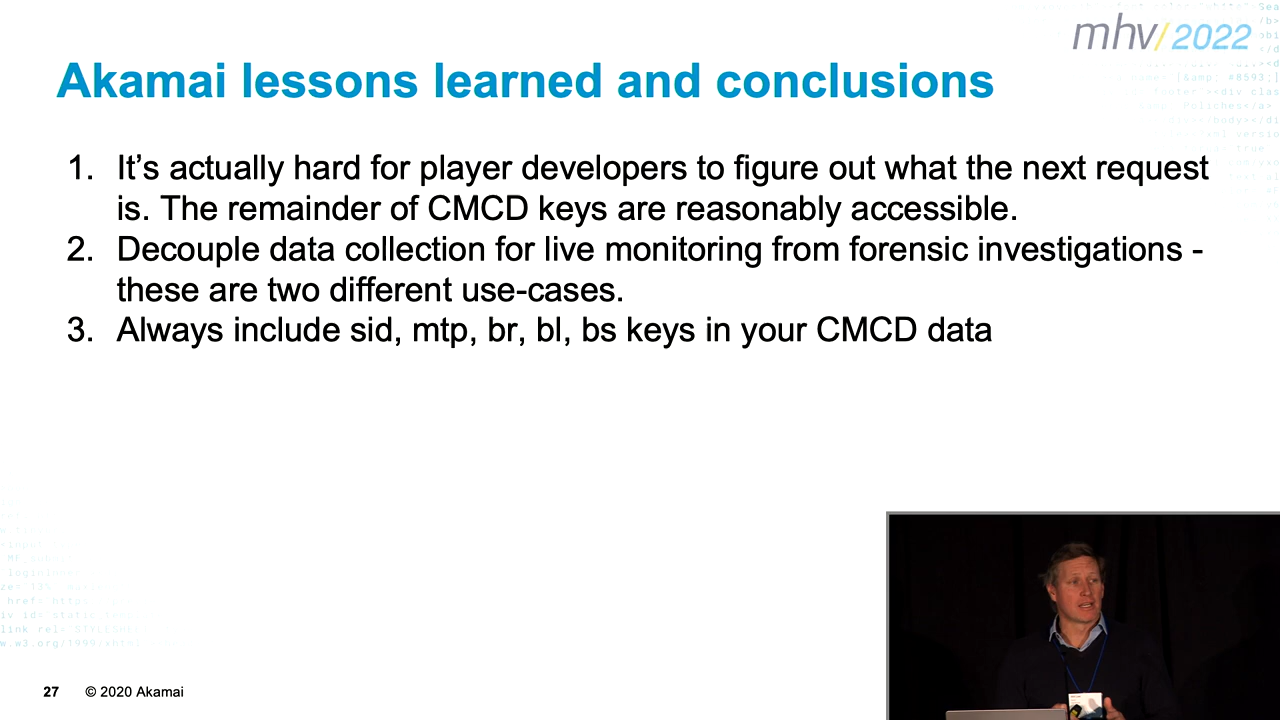 mhv/2022
Akamai lessons learned and conclusions
1. It’s actually hard for player developers to figure out what the next request
is. The remainder of CMCD keys are reasonably accessible.
2. Decouple data collection for live monitoring from forensic investigations -
these are two different use-cases.
3. Always include sid, mtp, br, bl, bs keys in your CMCD data
27 © 2020 Akamai